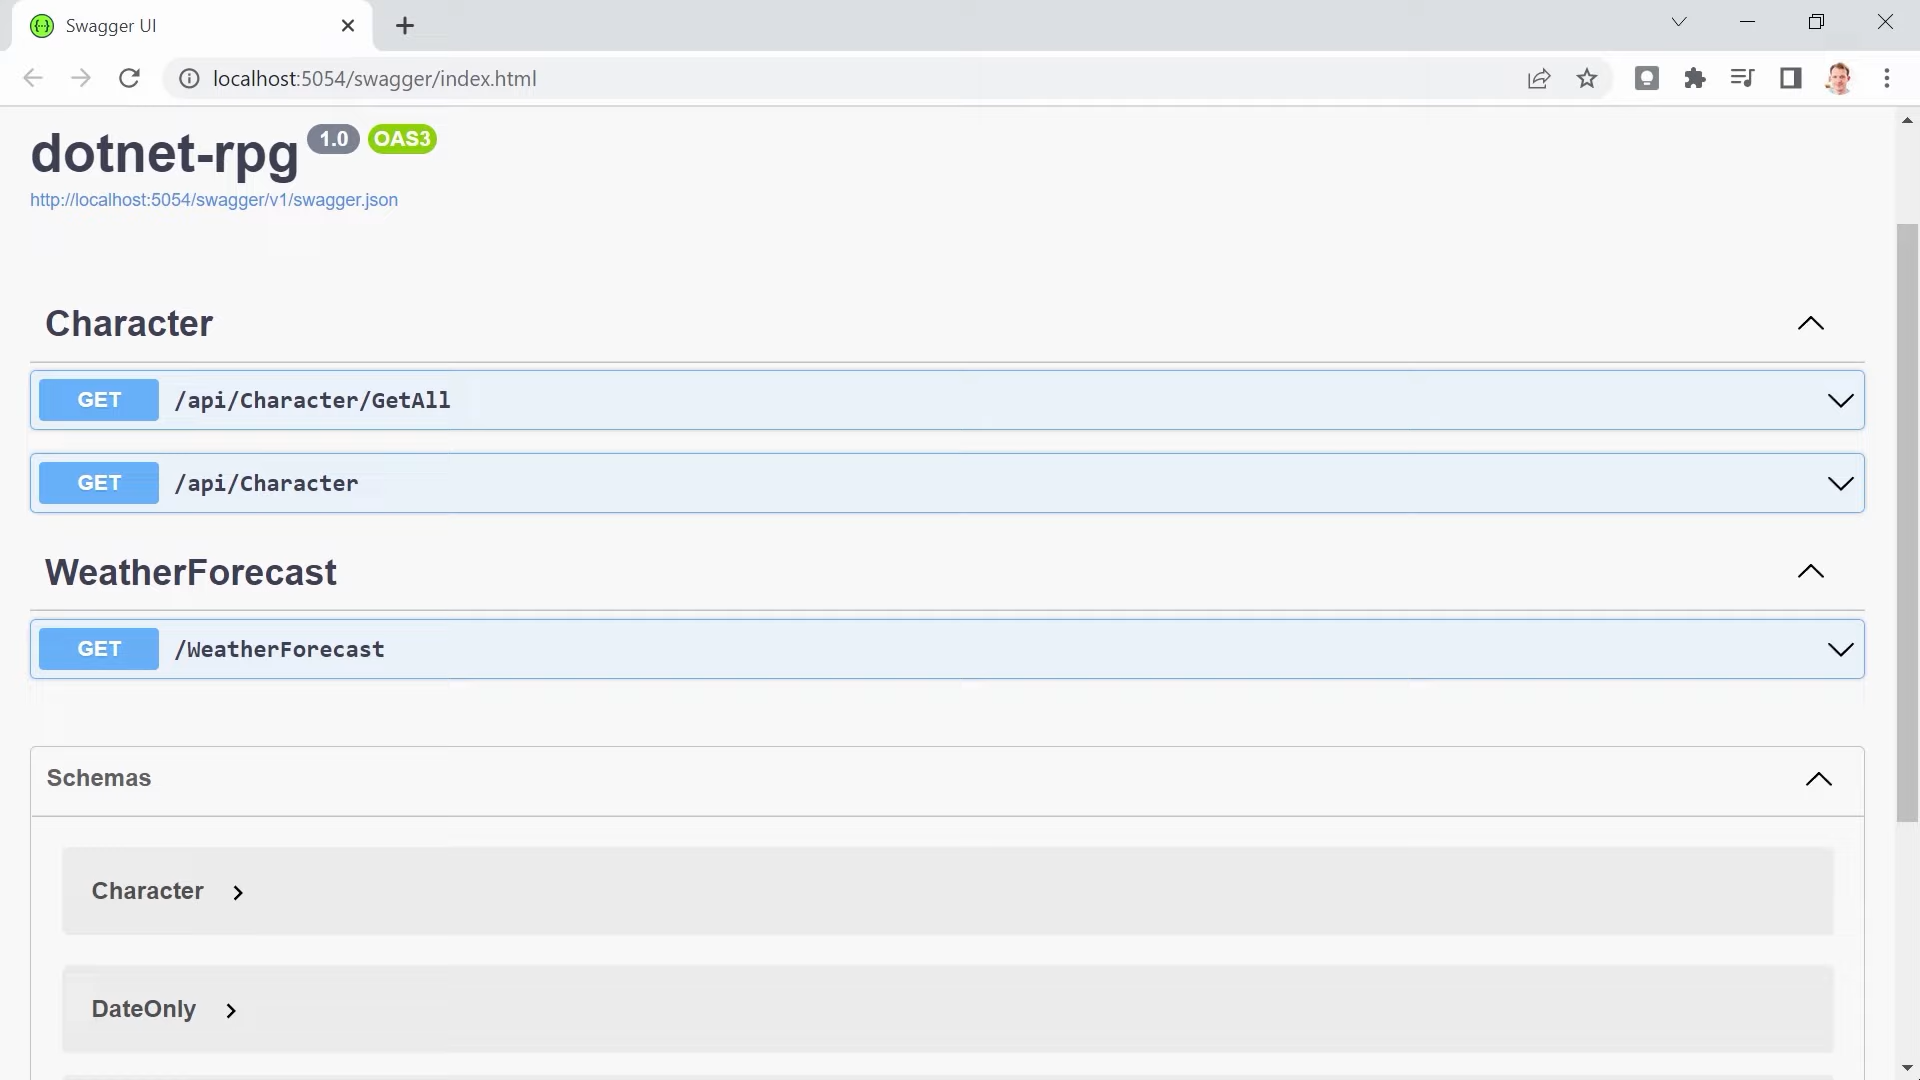 Swagger UI
localhost:5054/swagger/index.html
dotnet-rpg 1.0 OAS3
http://localhost:5054/swagger/v1/swagger.json
Character
GET /api/Character/GetAll
GET /api/Character
WeatherForecast
GET /WeatherForecast
Schemas
Character
DateOnly